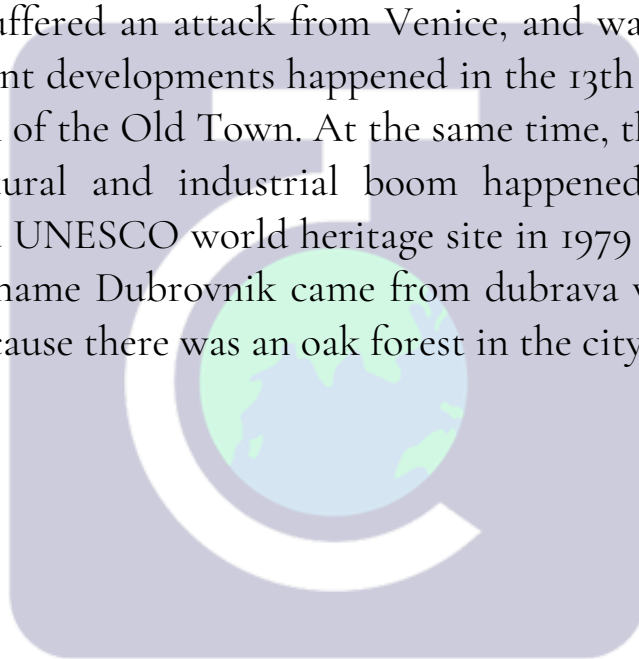 uffered an attack from Venice, and wa
nt developments happened in the 13th
of the Old Town. At the same time, th
ural and industrial boom happened
UNESCO world heritage site in 1979
name Dubrovnik came from dubrava
cause there was an oak forest in the city